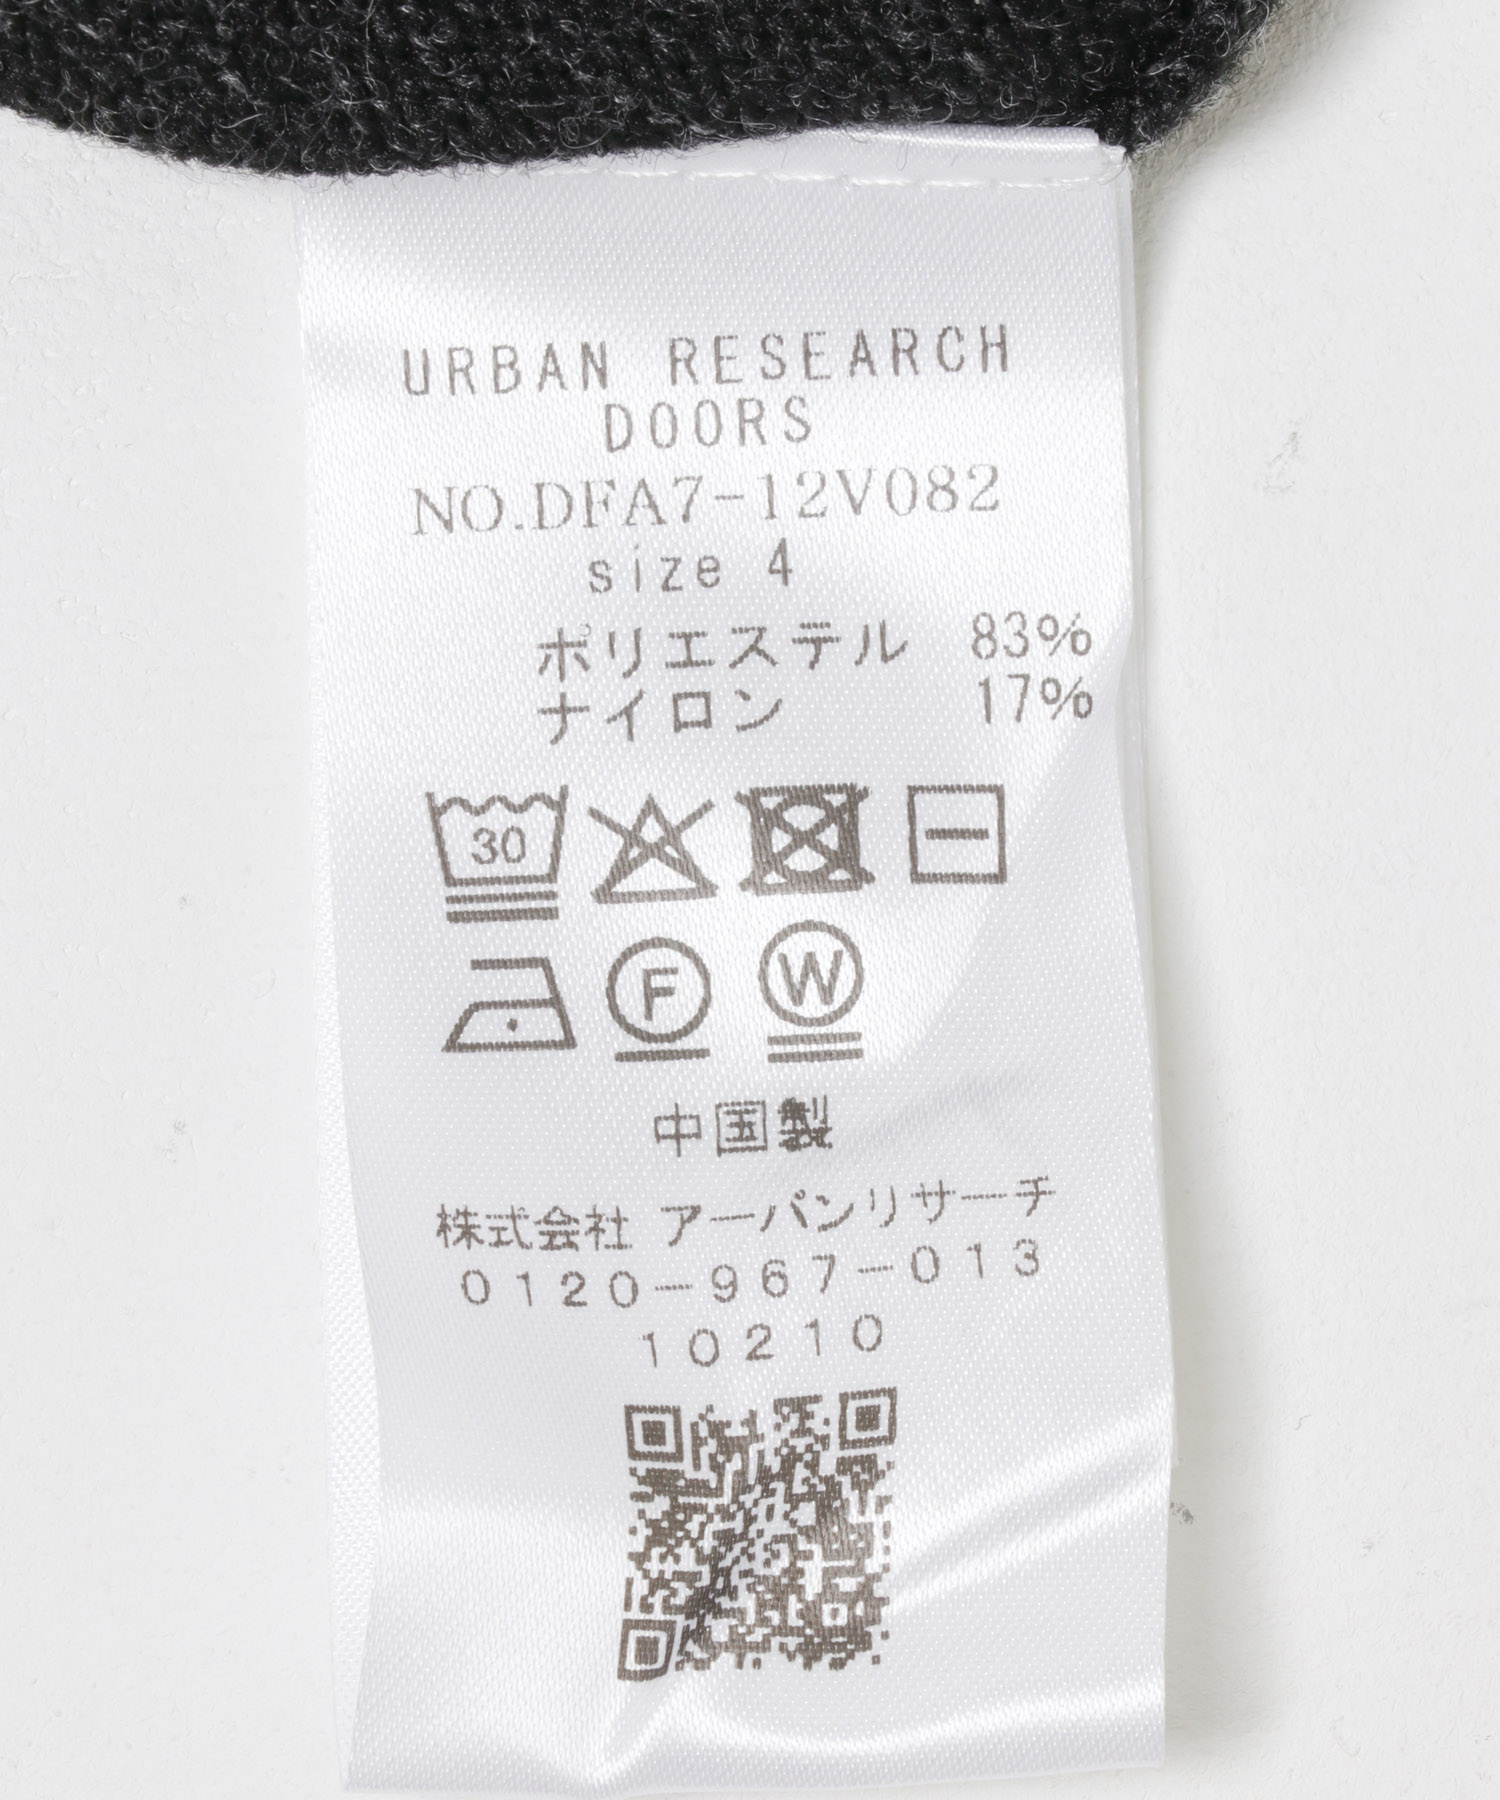 URBAN RESEARCH
DOORS
NO.DFA7-12V082
size 4
ポリエステル 83%
ナイロン 17%
30
F W
中国製
株式会社 アーバンリサーチ
0120-967-013
10210